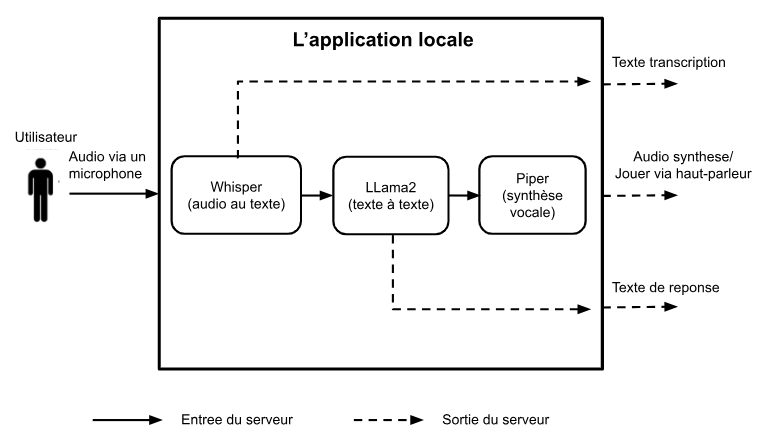 L'application locale
Texte transcription
Utilisateur
Audio via un
microphone
Whisper
(audio au texte)
LLama2
(texte à texte)
Piper
(synthèse
vocale)
Audio synthese/
Jouer via haut-parleur
Texte de reponse
Entree du serveur
Sortie du serveur